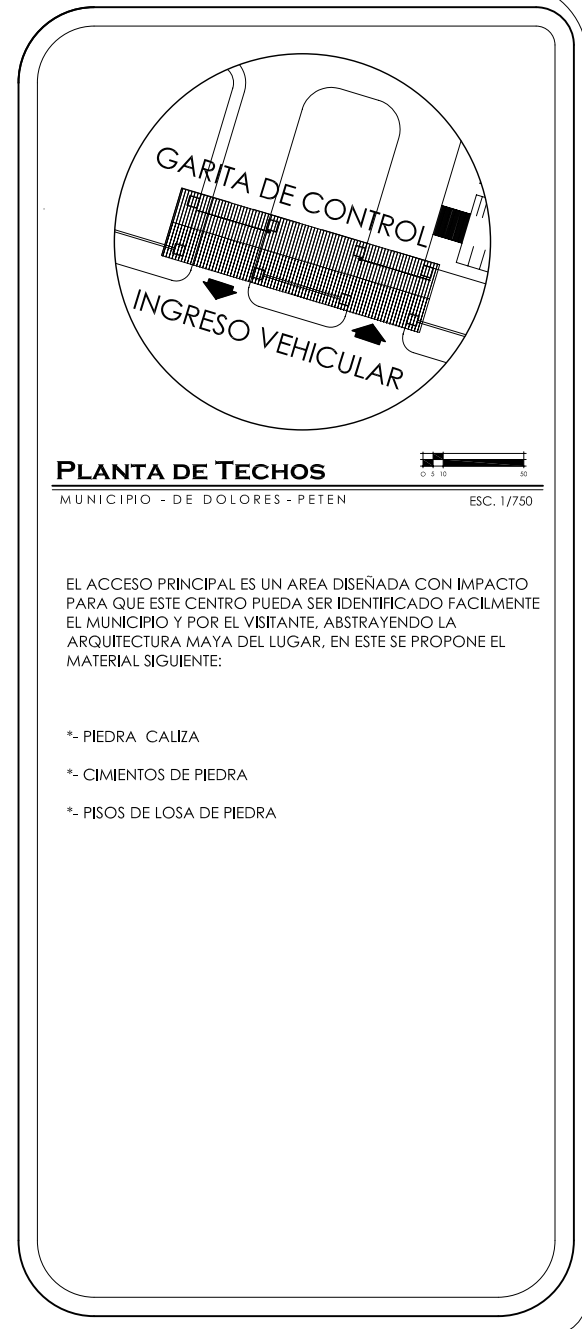 GARITA DE CONTROL
INGRESO VEHICULAR
PLANTA DE TECHOS
0 5 10 50
MUNICIPIO - DE DOLORES - PETEN
ESC. 1/750
EL ACCESO PRINCIPAL ES UN AREA DISEÑADA CON IMPACTO
PARA QUE ESTE CENTRO PUEDA SER IDENTIFICADO FACILMENTE
EL MUNICIPIO Y POR EL VISITANTE, ABSTRAYENDO LA
ARQUITECTURA MAYA DEL LUGAR, EN ESTE SE PROPONE EL
MATERIAL SIGUIENTE:
*- PIEDRA CALIZA
*- CIMIENTOS DE PIEDRA
*- PISOS DE LOSA DE PIEDRA